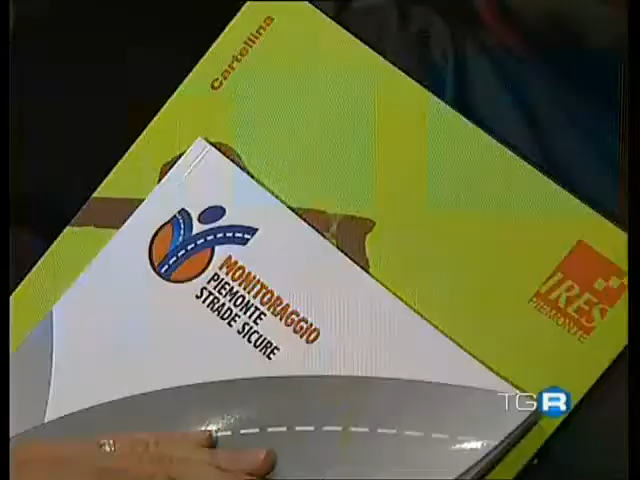 Cartellina
MONITORAGGIO
PIEMONTE
STRADE SICURE
IRES
PIEMONTE
TGR